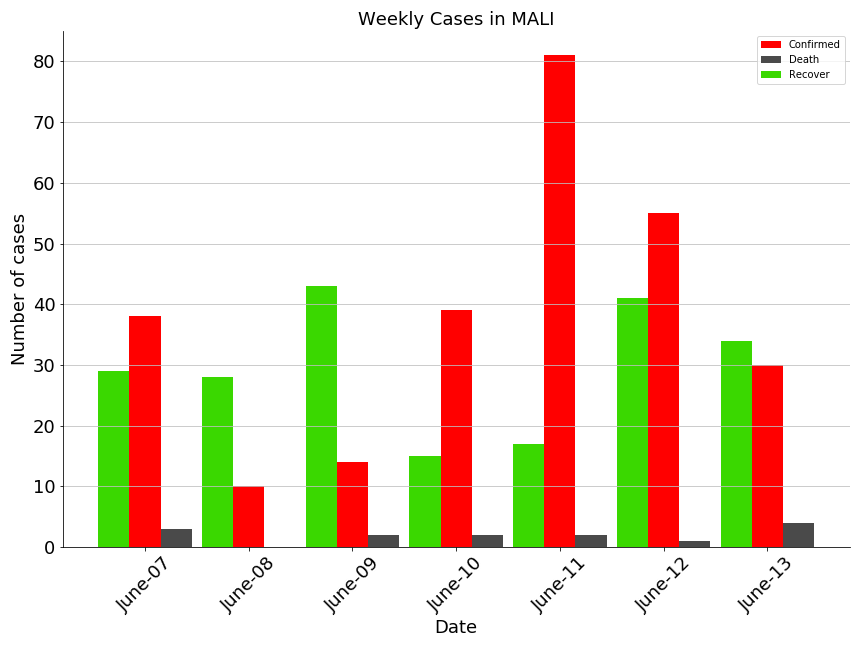 Weekly Cases in MALI
Confirmed
Death
Recover
Number of cases
80
70
60
50
40
30
20
10
0
June-07
June-08
June-09
June-10
June-11
June-12
June-13
Date